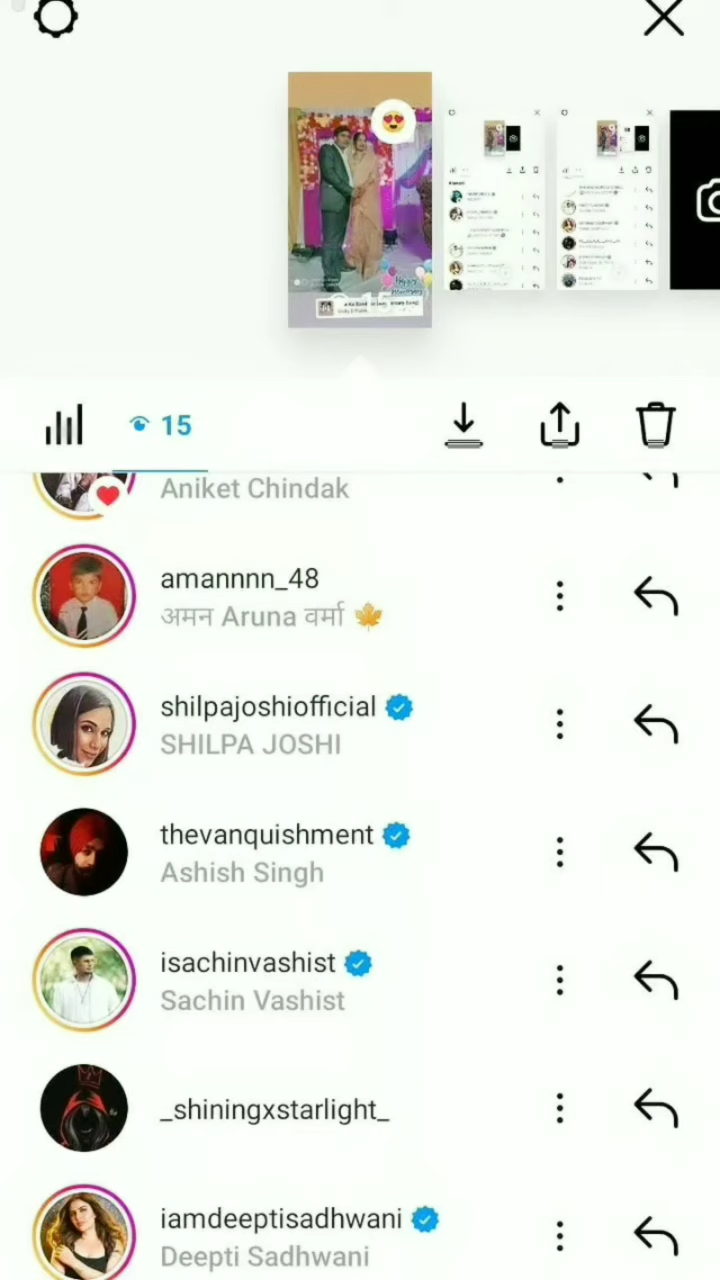 15
Aniket Chindak
amannnn_48
अमन Aruna वर्मा
shilpajoshiofficial
SHILPA JOSHI
thevanquishment
Ashish Singh
isachinvashist
Sachin Vashist
_shiningxstarlight_
iamdeeptisadhwani
Deepti Sadhwani